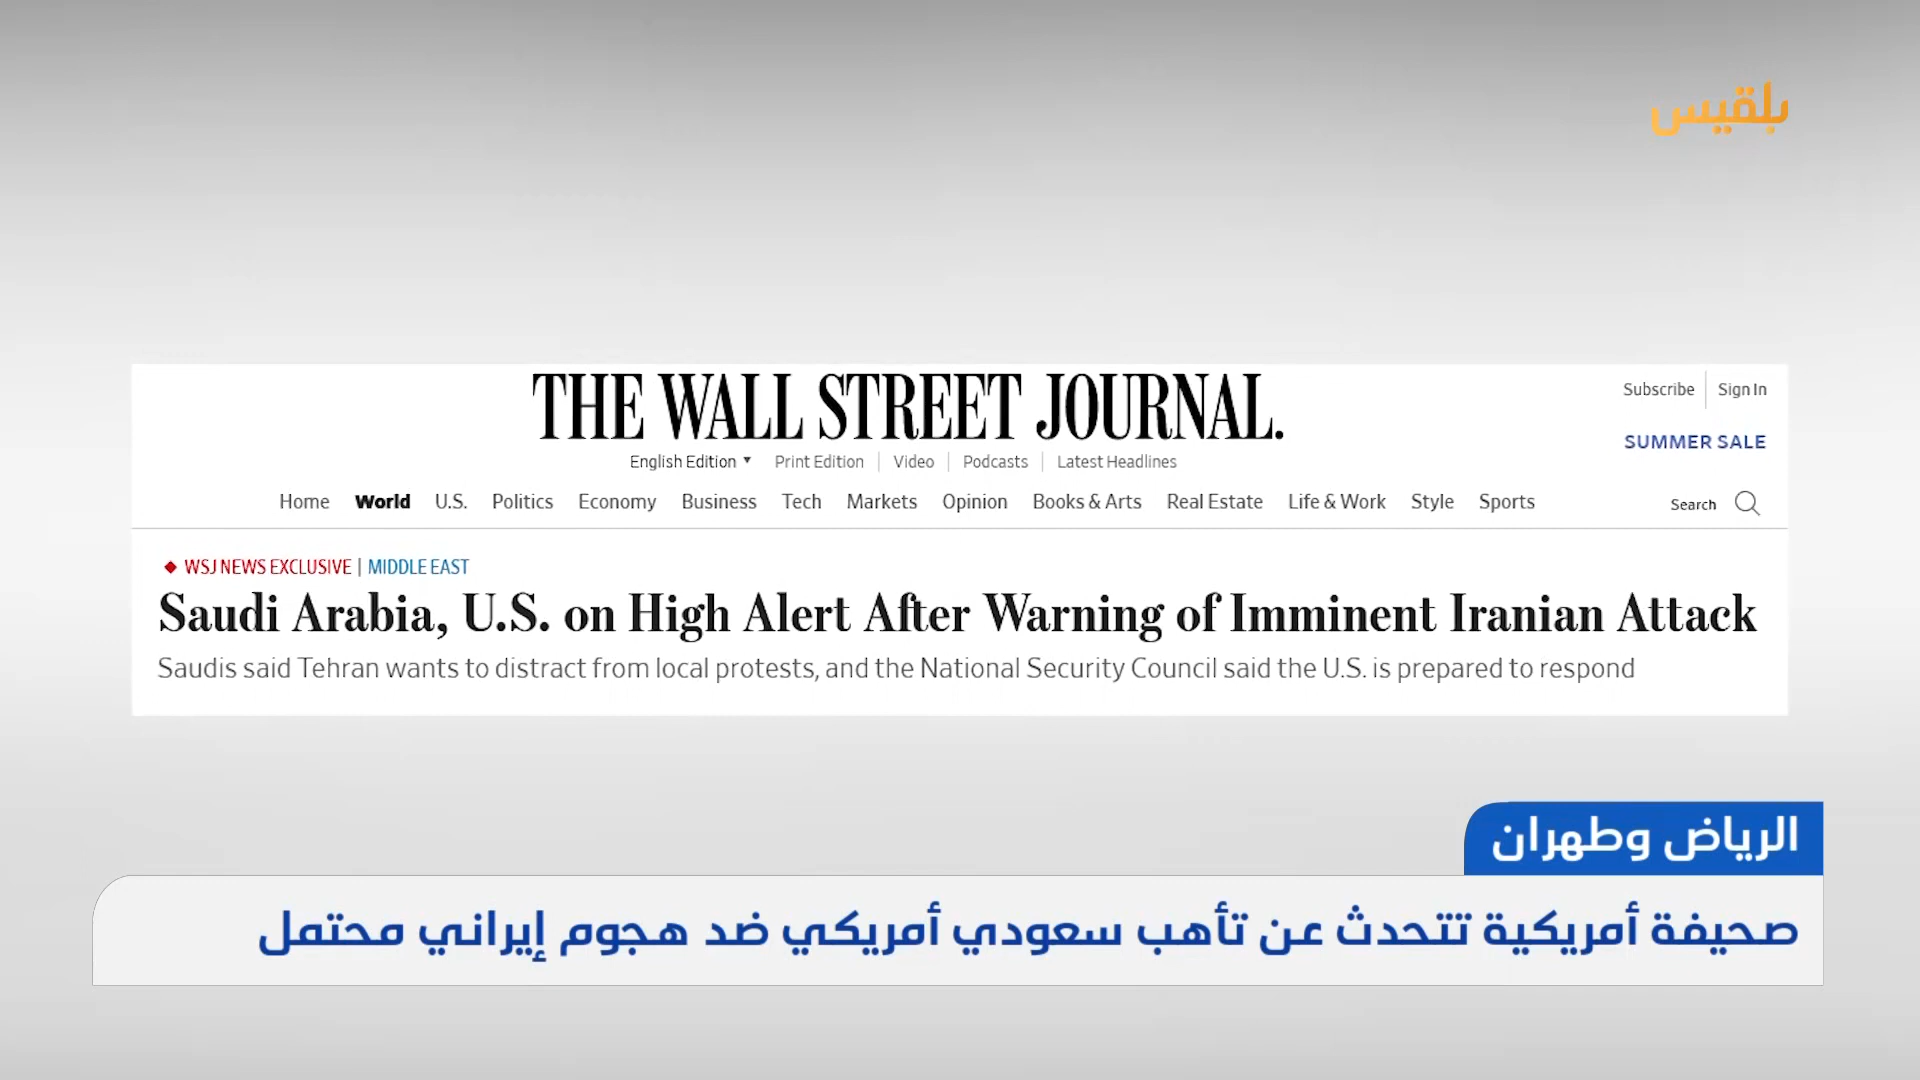 بلقيس
THE WALL STREET JOURNAL.
Subscribe | Sign In
SUMMER SALE
English Edition ▼ Print Edition | Video | Podcasts | Latest Headlines
Home World U.S. Politics Economy Business Tech Markets Opinion Books & Arts Real Estate Life & Work Style Sports Search
◆ WSJ NEWS EXCLUSIVE | MIDDLE EAST
Saudi Arabia, U.S. on High Alert After Warning of Imminent Iranian Attack
Saudis said Tehran wants to distract from local protests, and the National Security Council said the U.S. is prepared to respond
الرياض وطهران
صحيفة أمريكية تتحدث عن تأهب سعودي أمريكي ضد هجوم إيراني محتمل